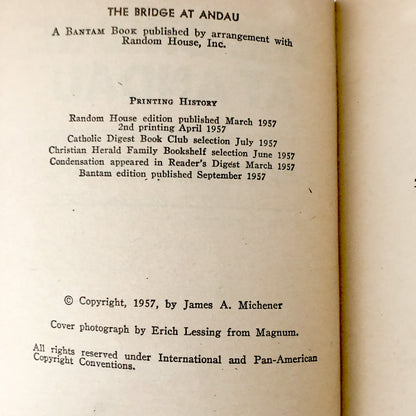 THE BRIDGE AT ANDAU
A BANTAM BOOK published by arrangement with
Random House, Inc.
PRINTING HISTORY
Random House edition published March 1957
2nd printing April 1957
Catholic Digest Book Club selection July 1957
Christian Herald Family Bookshelf selection June 1957
Condensation appeared in Reader's Digest March 1957
Bantam edition published September 1957
© Copyright, 1957, by James A. Michener
Cover photograph by Erich Lessing from Magnum.
All rights reserved under International and Pan-American
Copyright Conventions.